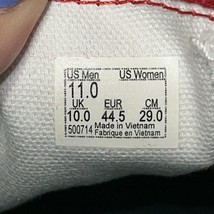 US Men US Women
11.0
UK EUR CM
10.0 44.5 29.0
500714 Made in Vietnam
Fabrique en Vietnam